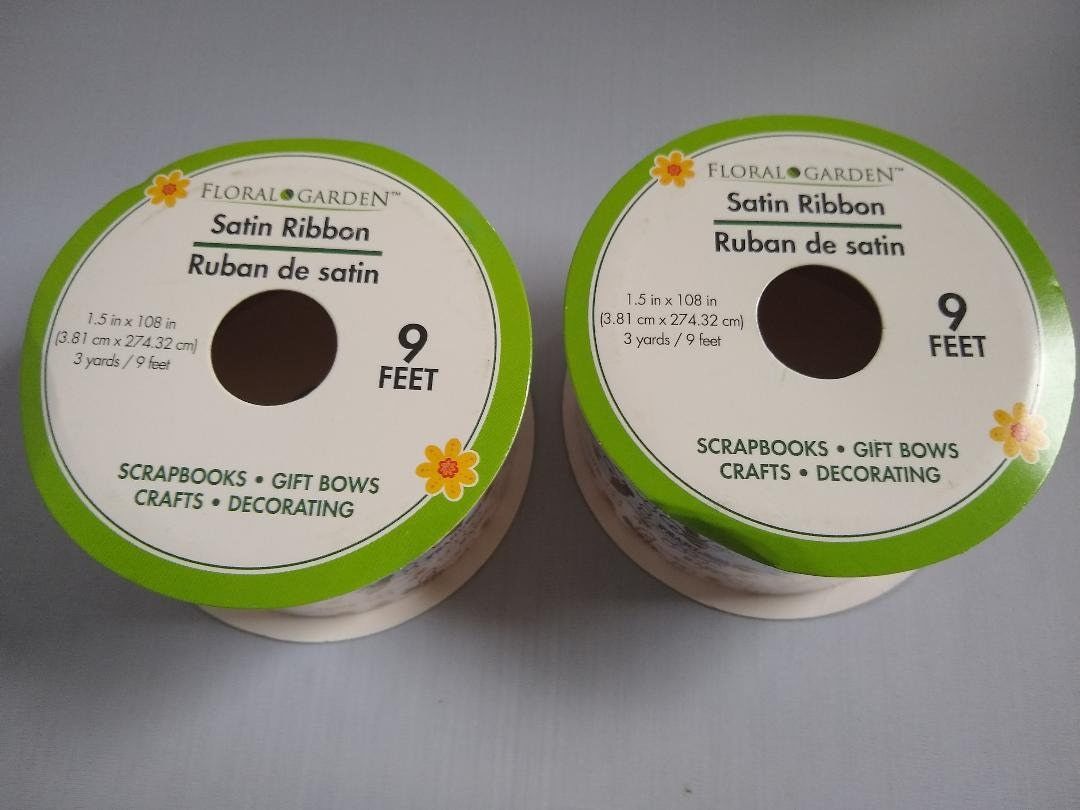 FLORAL GARDEN™
Satin Ribbon
Ruban de satin
1.5 in x 108 in
(3.81 cm x 274.32 cm)
3 yards / 9 feet
9
FEET
SCRAPBOOKS • GIFT BOWS
CRAFTS • DECORATING
FLORAL GARDEN™
Satin Ribbon
Ruban de satin
1.5 in x 108 in
(3.81 cm x 274.32 cm)
3 yards / 9 feet
9
FEET
SCRAPBOOKS • GIFT BOWS
CRAFTS • DECORATING